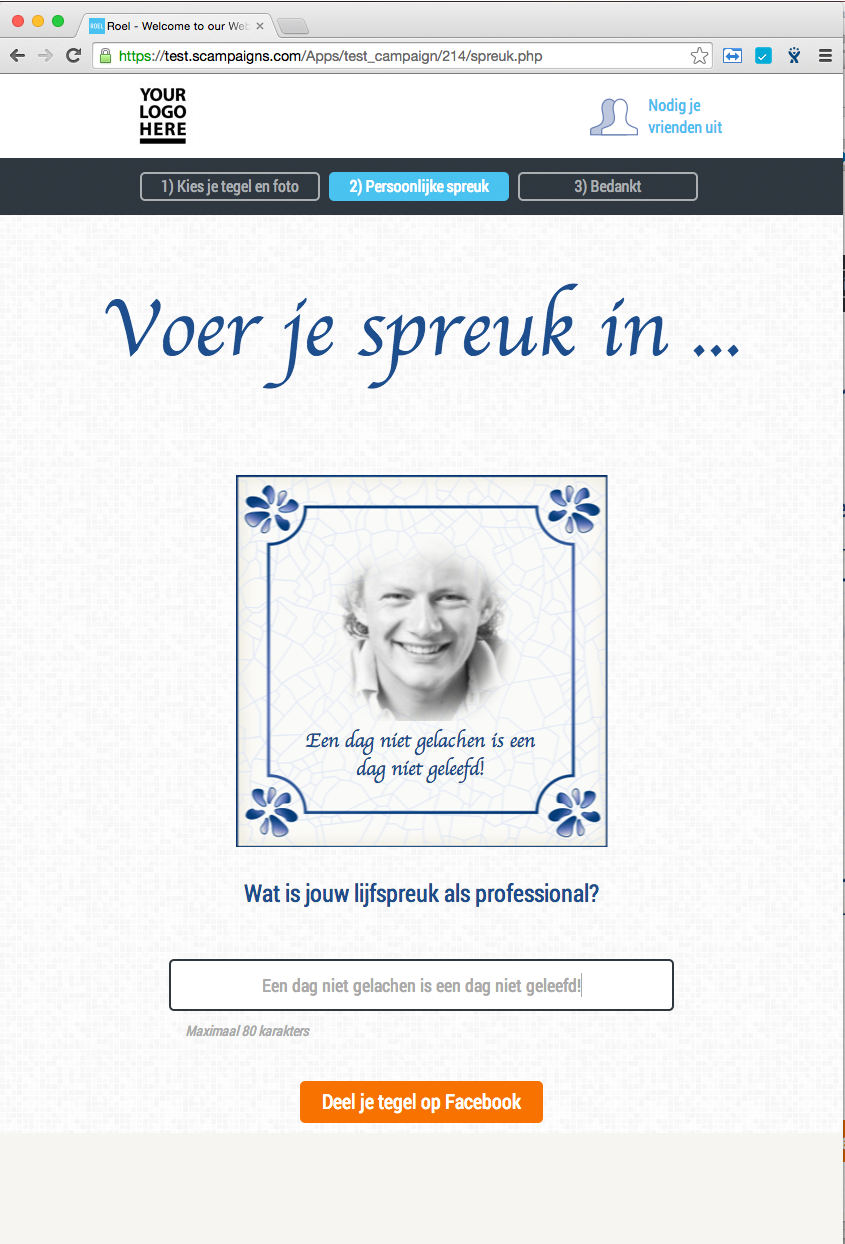 ROEL
Roel - Welcome to our Web
https://test.scampaigns.com/Apps/test_campaign/214/spreuk.php
YOUR
LOGO
HERE
Nodig je
vrienden uit
1) Kies je tegel en foto
2) Persoonlijke spreuk
3) Bedankt
Voer je spreuk in ...
Een dag niet gelachen is een
dag niet geleefd!
Wat is jouw lijfspreuk als professional?
Een dag niet gelachen is een dag niet geleefd!
Maximaal 80 karakters
Deel je tegel op Facebook